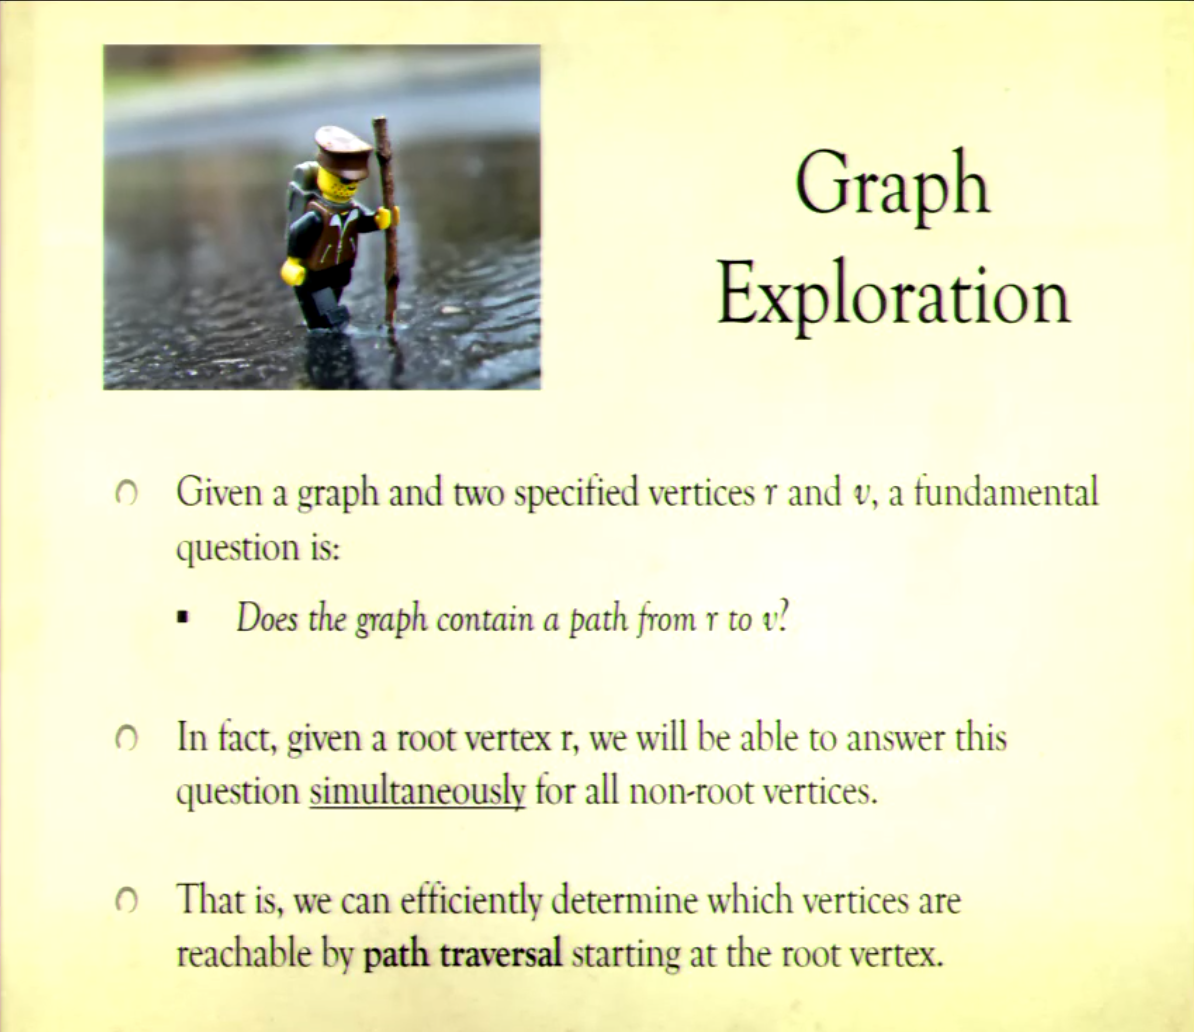 Graph
Exploration
Given a graph and two specified vertices r and v, a fundamental
question is:
Does the graph contain a path from r to v?
In fact, given a root vertex r, we will be able to answer this
question simultaneously for all non-root vertices.
That is, we can efficiently determine which vertices are
reachable by path traversal starting at the root vertex.